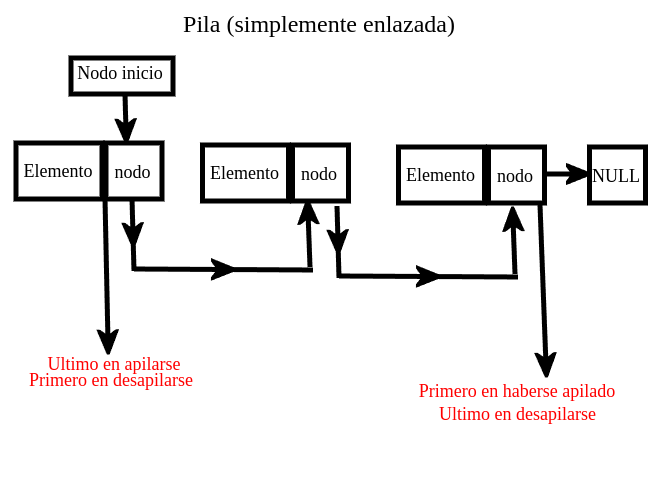 Pila (simplemente enlazada)
Nodo inicio
Elemento
nodo
Elemento
nodo
Elemento
nodo
NULL
Ultimo en apilarse
Primero en desapilarse
Primero en haberse apilado
Ultimo en desapilarse